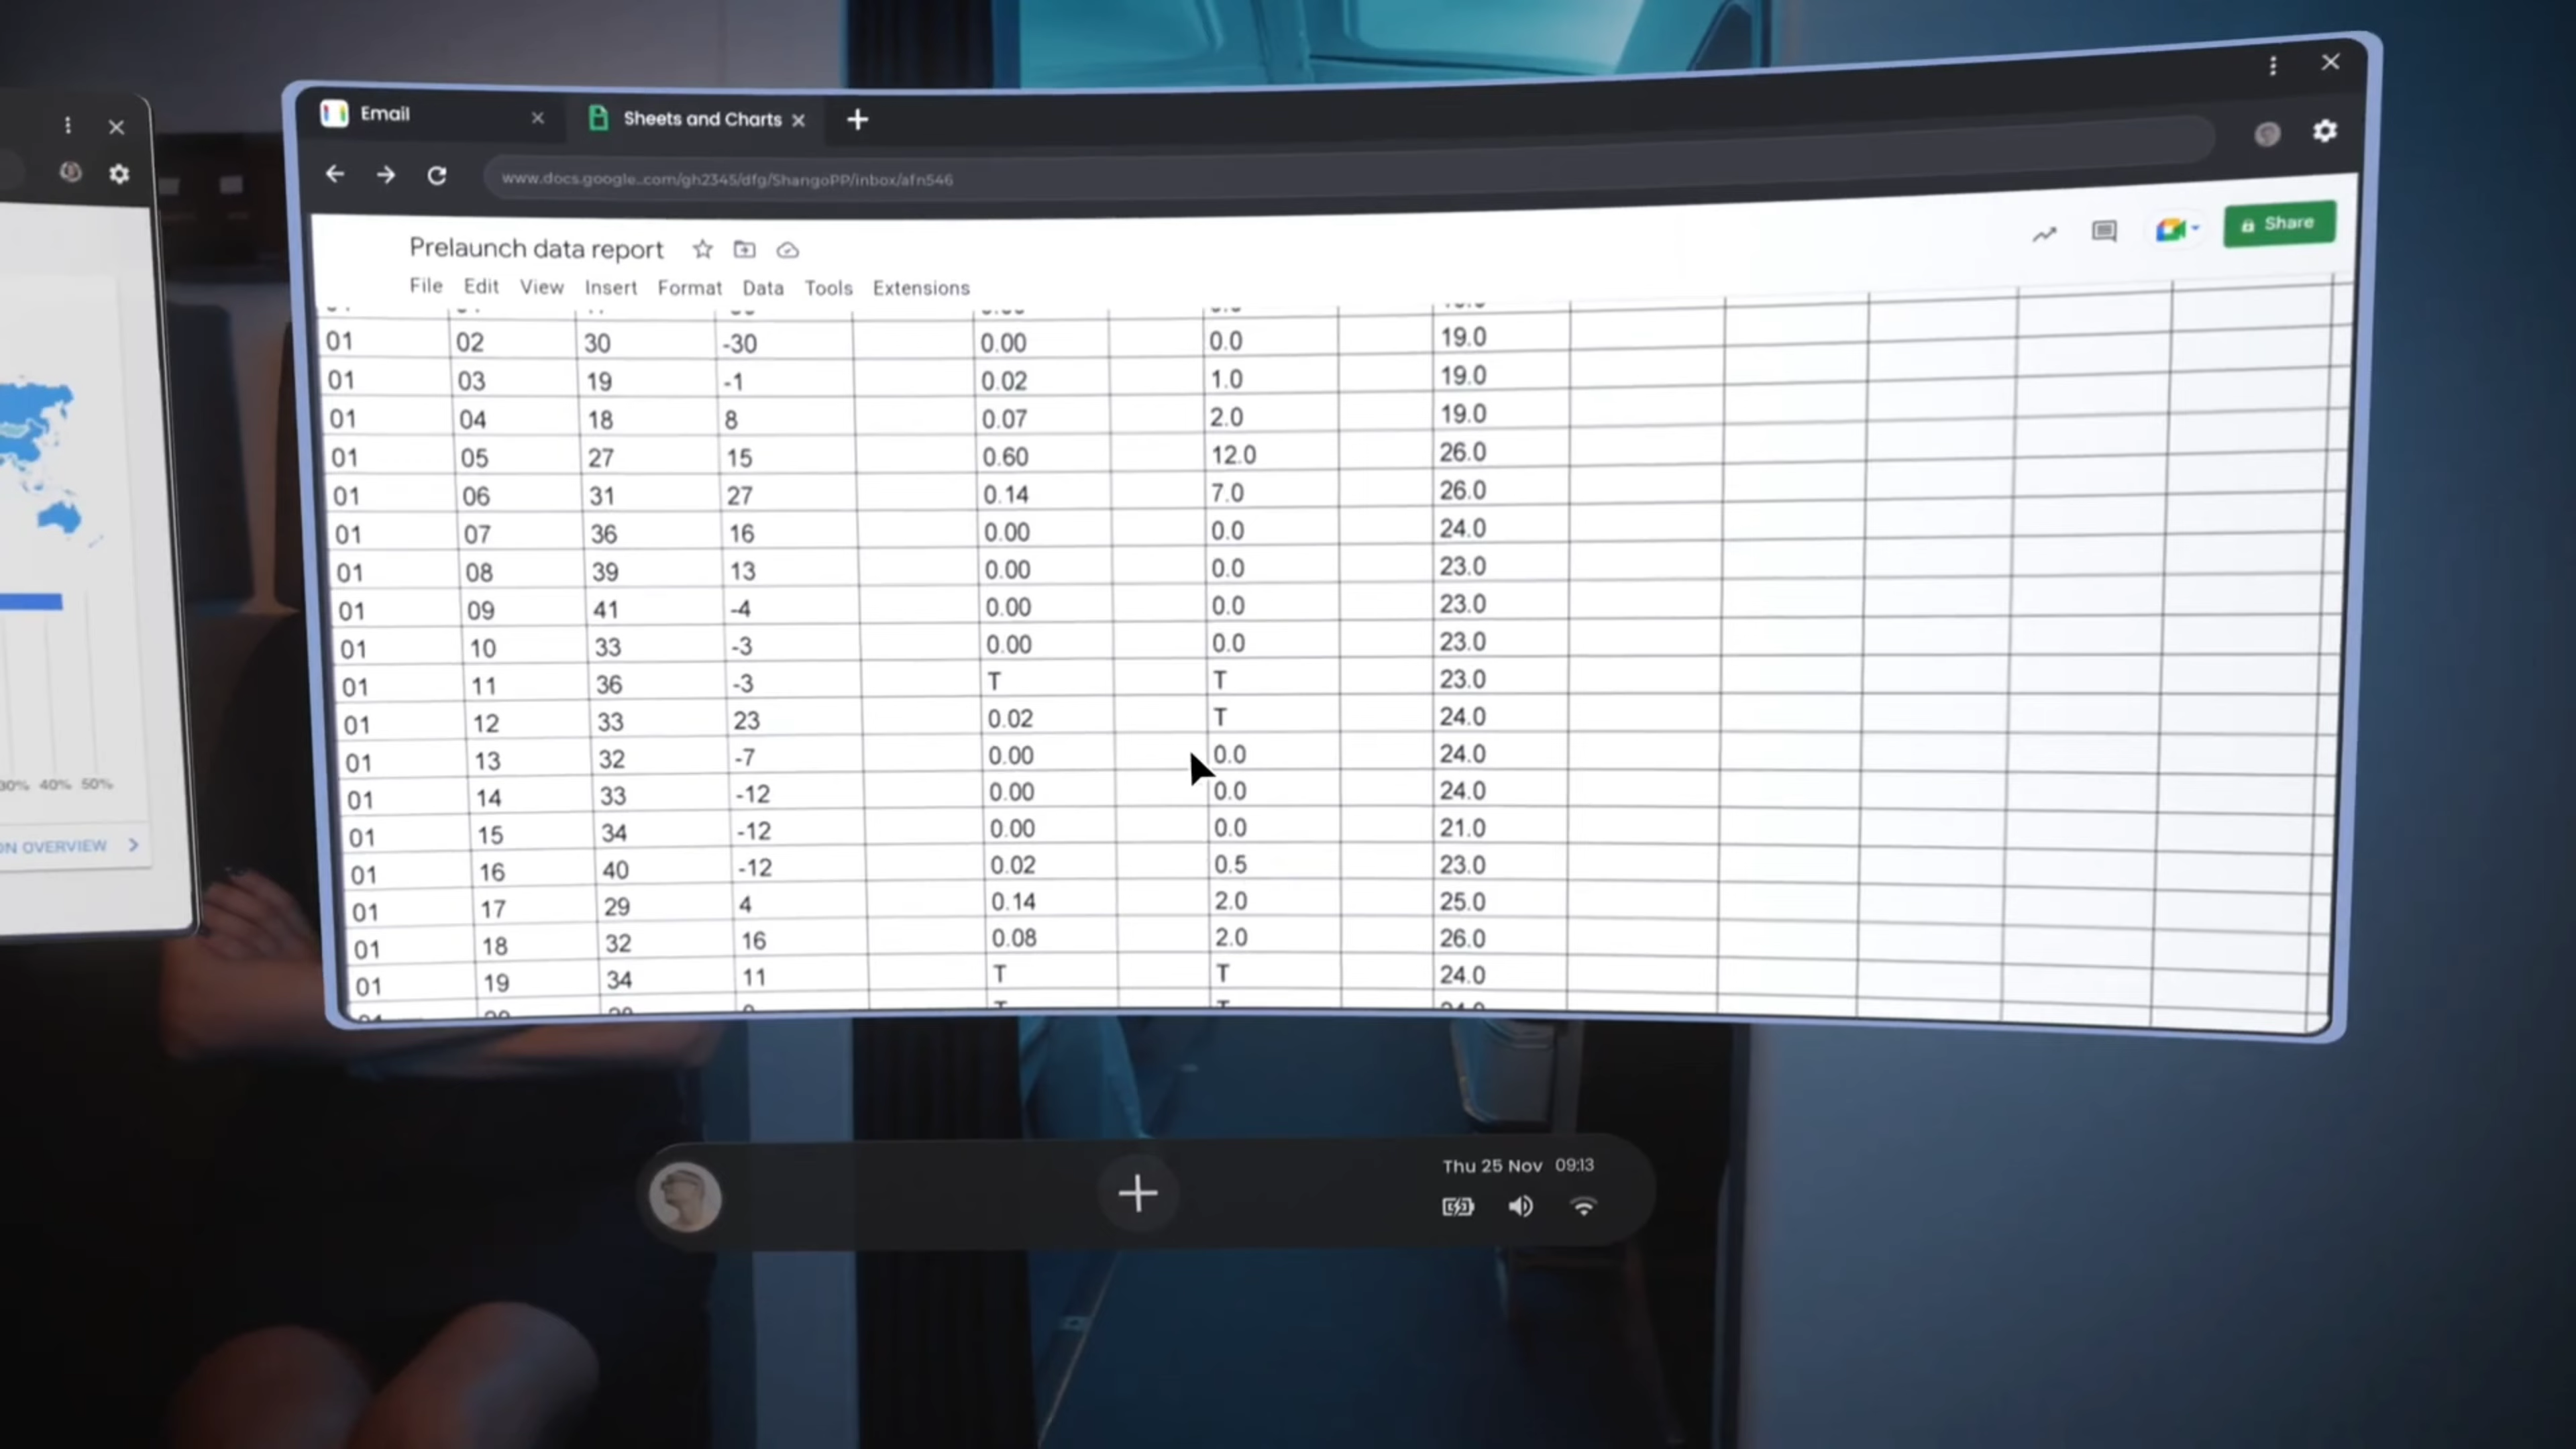 Email
Sheets and Charts
www.docs.google..com/gh2345/dfg/ShangoPP/inbox/afn546
Prelaunch data report
Share
File Edit View Insert Format Data Tools Extensions
01 02 30 -30 0.00 0.0 19.0
01 03 19 -1 0.02 1.0 19.0
01 04 18 8 0.07 2.0 19.0
01 05 27 15 0.60 12.0 26.0
01 06 31 27 0.14 7.0 26.0
01 07 36 16 0.00 0.0 24.0
01 08 39 13 0.00 0.0 23.0
01 09 41 -4 0.00 0.0 23.0
01 10 33 -3 0.00 0.0 23.0
01 11 36 -3 T T 23.0
01 12 33 23 0.02 T 24.0
01 13 32 -7 0.00 0.0 24.0
01 14 33 -12 0.00 0.0 24.0
01 15 34 -12 0.00 0.0 21.0
01 16 40 -12 0.02 0.5 23.0
01 17 29 4 0.14 2.0 25.0
01 18 32 16 0.08 2.0 26.0
01 19 34 11 T T 24.0
40% 50%
OVERVIEW
Thu 25 Nov 09:13